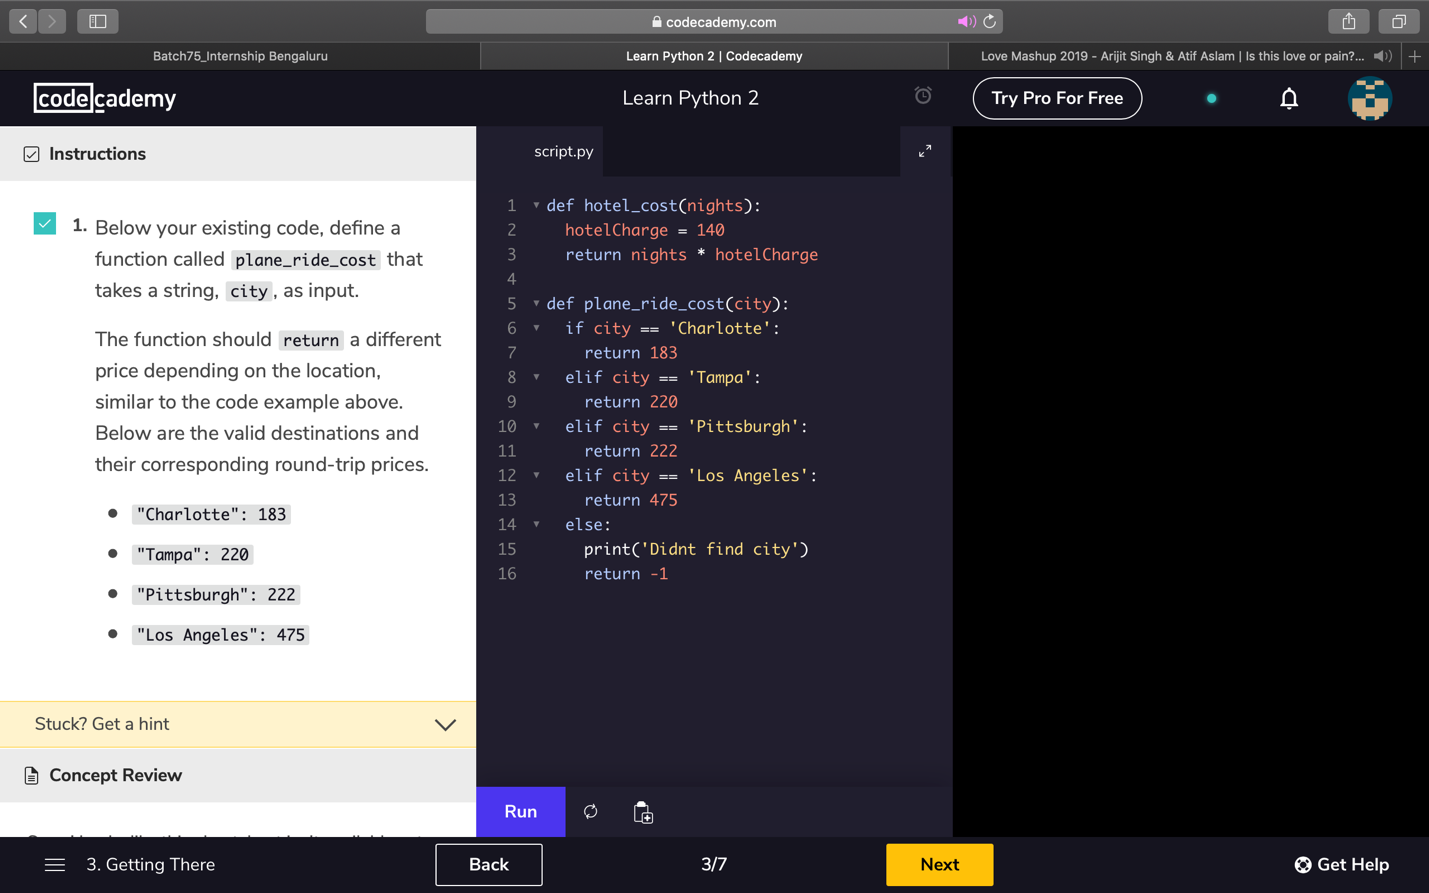 codecademy.com
Batch75_Internship Bengaluru
Learn Python 2 | Codecademy
Love Mashup 2019 - Arijit Singh & Atif Aslam | Is this love or pain?...
codecademy
Learn Python 2
Try Pro For Free
Instructions
1. Below your existing code, define a
function called plane_ride_cost that
takes a string, city, as input.
The function should return a different
price depending on the location,
similar to the code example above.
Below are the valid destinations and
their corresponding round-trip prices.
"Charlotte": 183
"Tampa": 220
"Pittsburgh": 222
"Los Angeles": 475
Stuck? Get a hint
Concept Review
script.py
1 def hotel_cost(nights):
2 hotelCharge = 140
3 return nights * hotelCharge
4
5 def plane_ride_cost(city):
6 if city == 'Charlotte':
7 return 183
8 elif city == 'Tampa':
9 return 220
10 elif city == 'Pittsburgh':
11 return 222
12 elif city == 'Los Angeles':
13 return 475
14 else:
15 print('Didnt find city')
16 return -1
Run
3. Getting There
Back
3/7
Next
Get Help